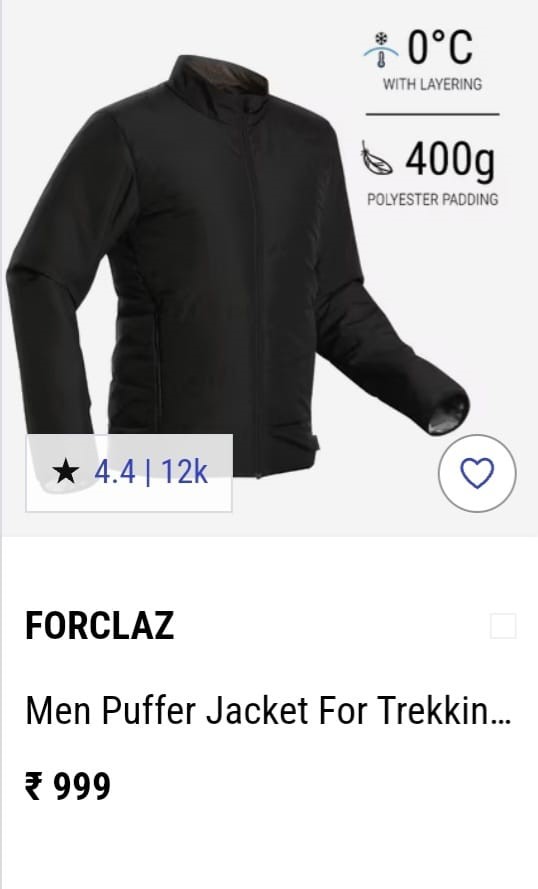 0°C
WITH LAYERING
400g
POLYESTER PADDING
★ 4.4 | 12k
FORCLAZ
Men Puffer Jacket For Trekkin...
₹ 999